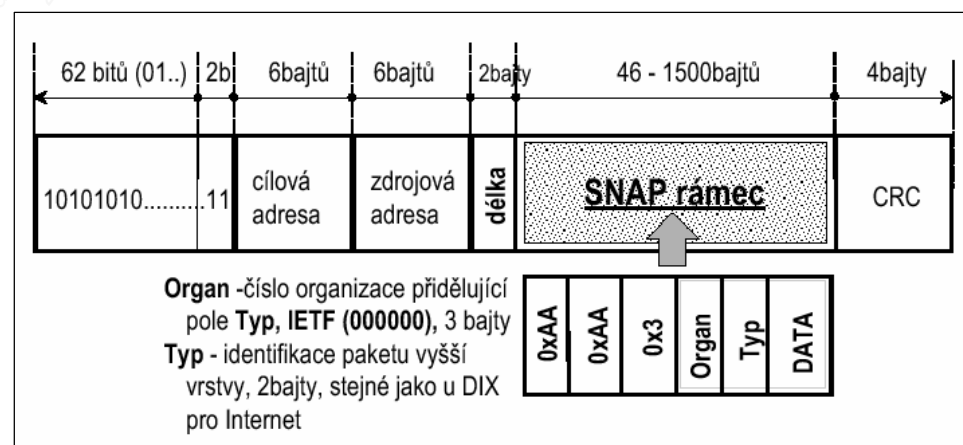 62 bitů (01..) 2b 6bajtů 6bajtů 2bajty 46 - 1500bajtů 4bajty
10101010..........11 cílová adresa zdrojová adresa délka SNAP rámec CRC
Organ -číslo organizace přidělující
pole Typ, IETF (000000), 3 bajty
Typ - identifikace paketu vyšší
vrstvy, 2bajty, stejné jako u DIX
pro Internet
0xAA 0xAA 0x3 Organ Typ DATA